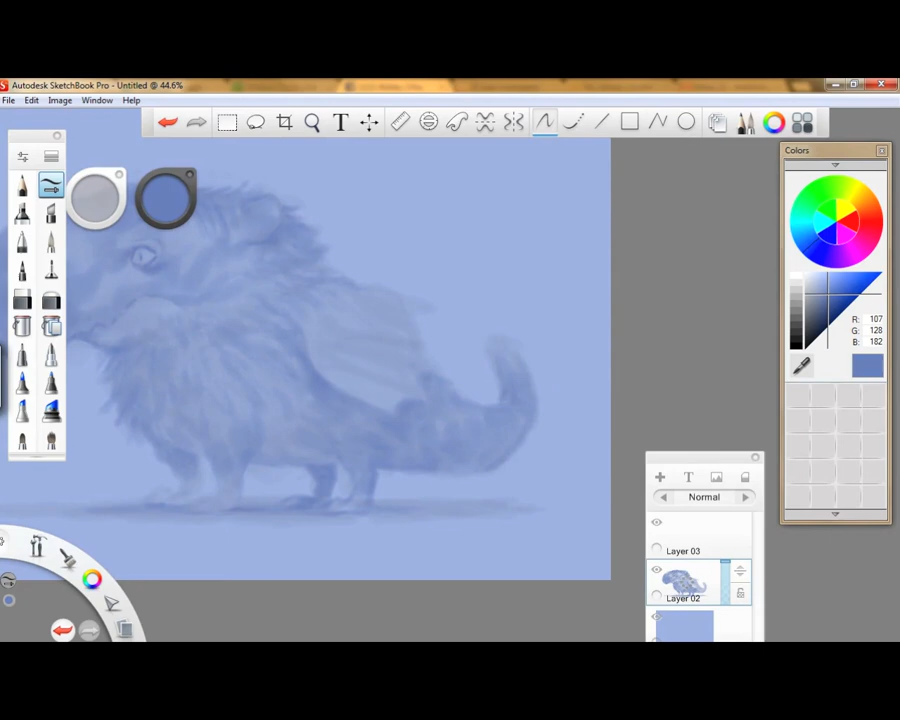 Autodesk SketchBook Pro - Untitled @ 44.6%
File Edit Image Window Help
T
Colors
R: 107
G: 128
B: 182
T
Normal
Layer 03
Layer 02